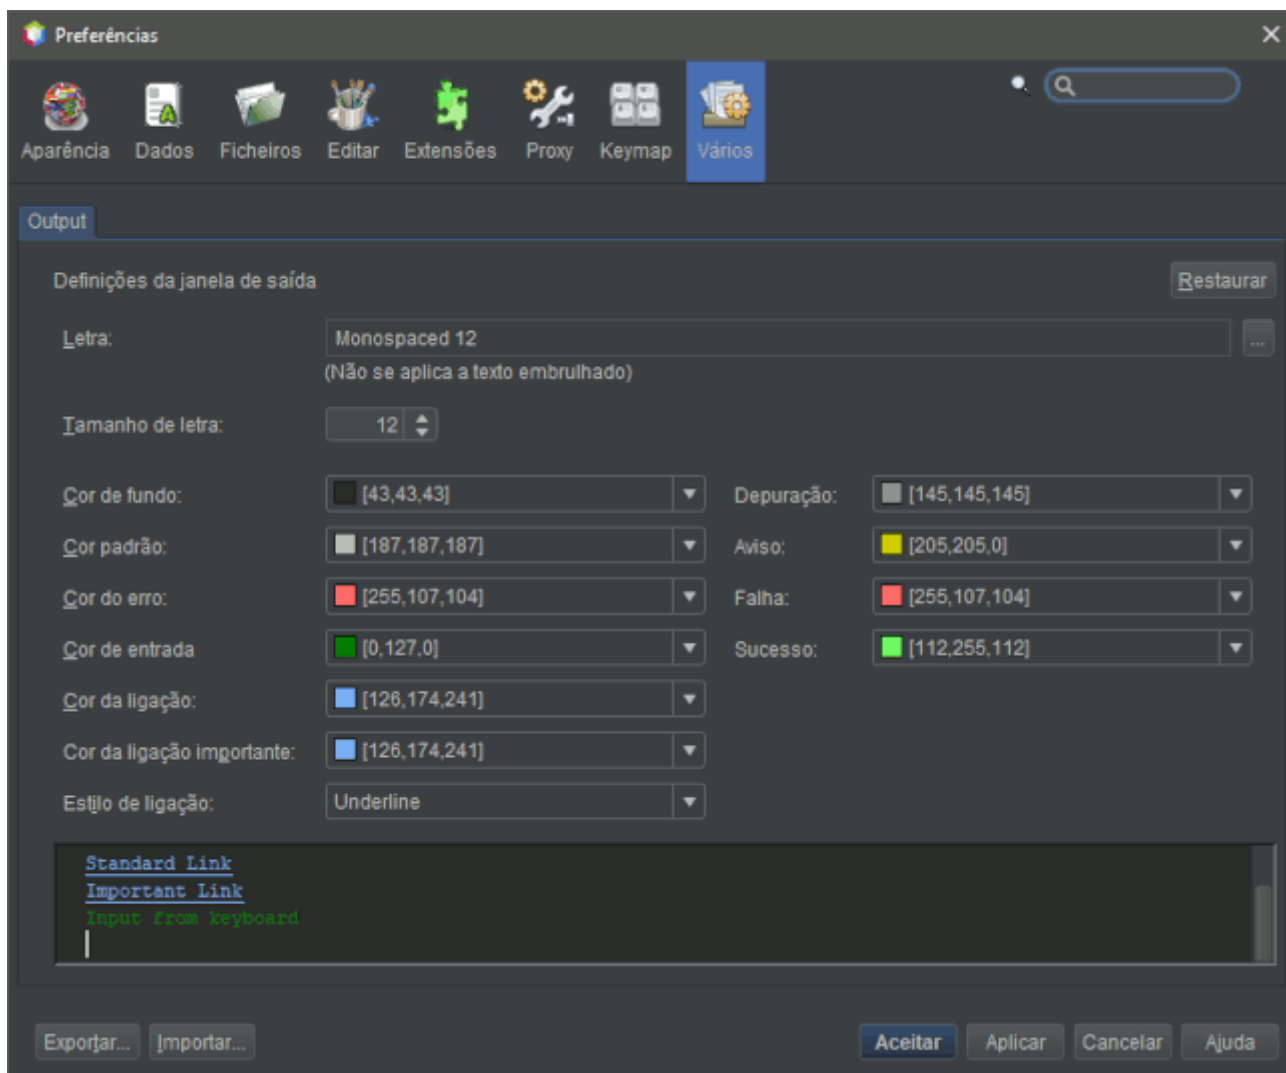 Preferências
Aparência Dados Ficheiros Editar Extensões Proxy Keymap Vários
Output
Definições da janela de saída Restaurar
Letra: Monospaced 12 ...
(Não se aplica a texto embrulhado)
Tamanho de letra: 12
Cor de fundo: [43,43,43] Depuração: [145,145,145]
Cor padrão: [187,187,187] Aviso: [205,205,0]
Cor do erro: [255,107,104] Falha: [255,107,104]
Cor de entrada [0,127,0] Sucesso: [112,255,112]
Cor da ligação: [126,174,241]
Cor da ligação importante: [126,174,241]
Estilo de ligação: Underline
Standard Link
Important Link
Input from keyboard
Exportar... Importar... Aceitar Aplicar Cancelar Ajuda